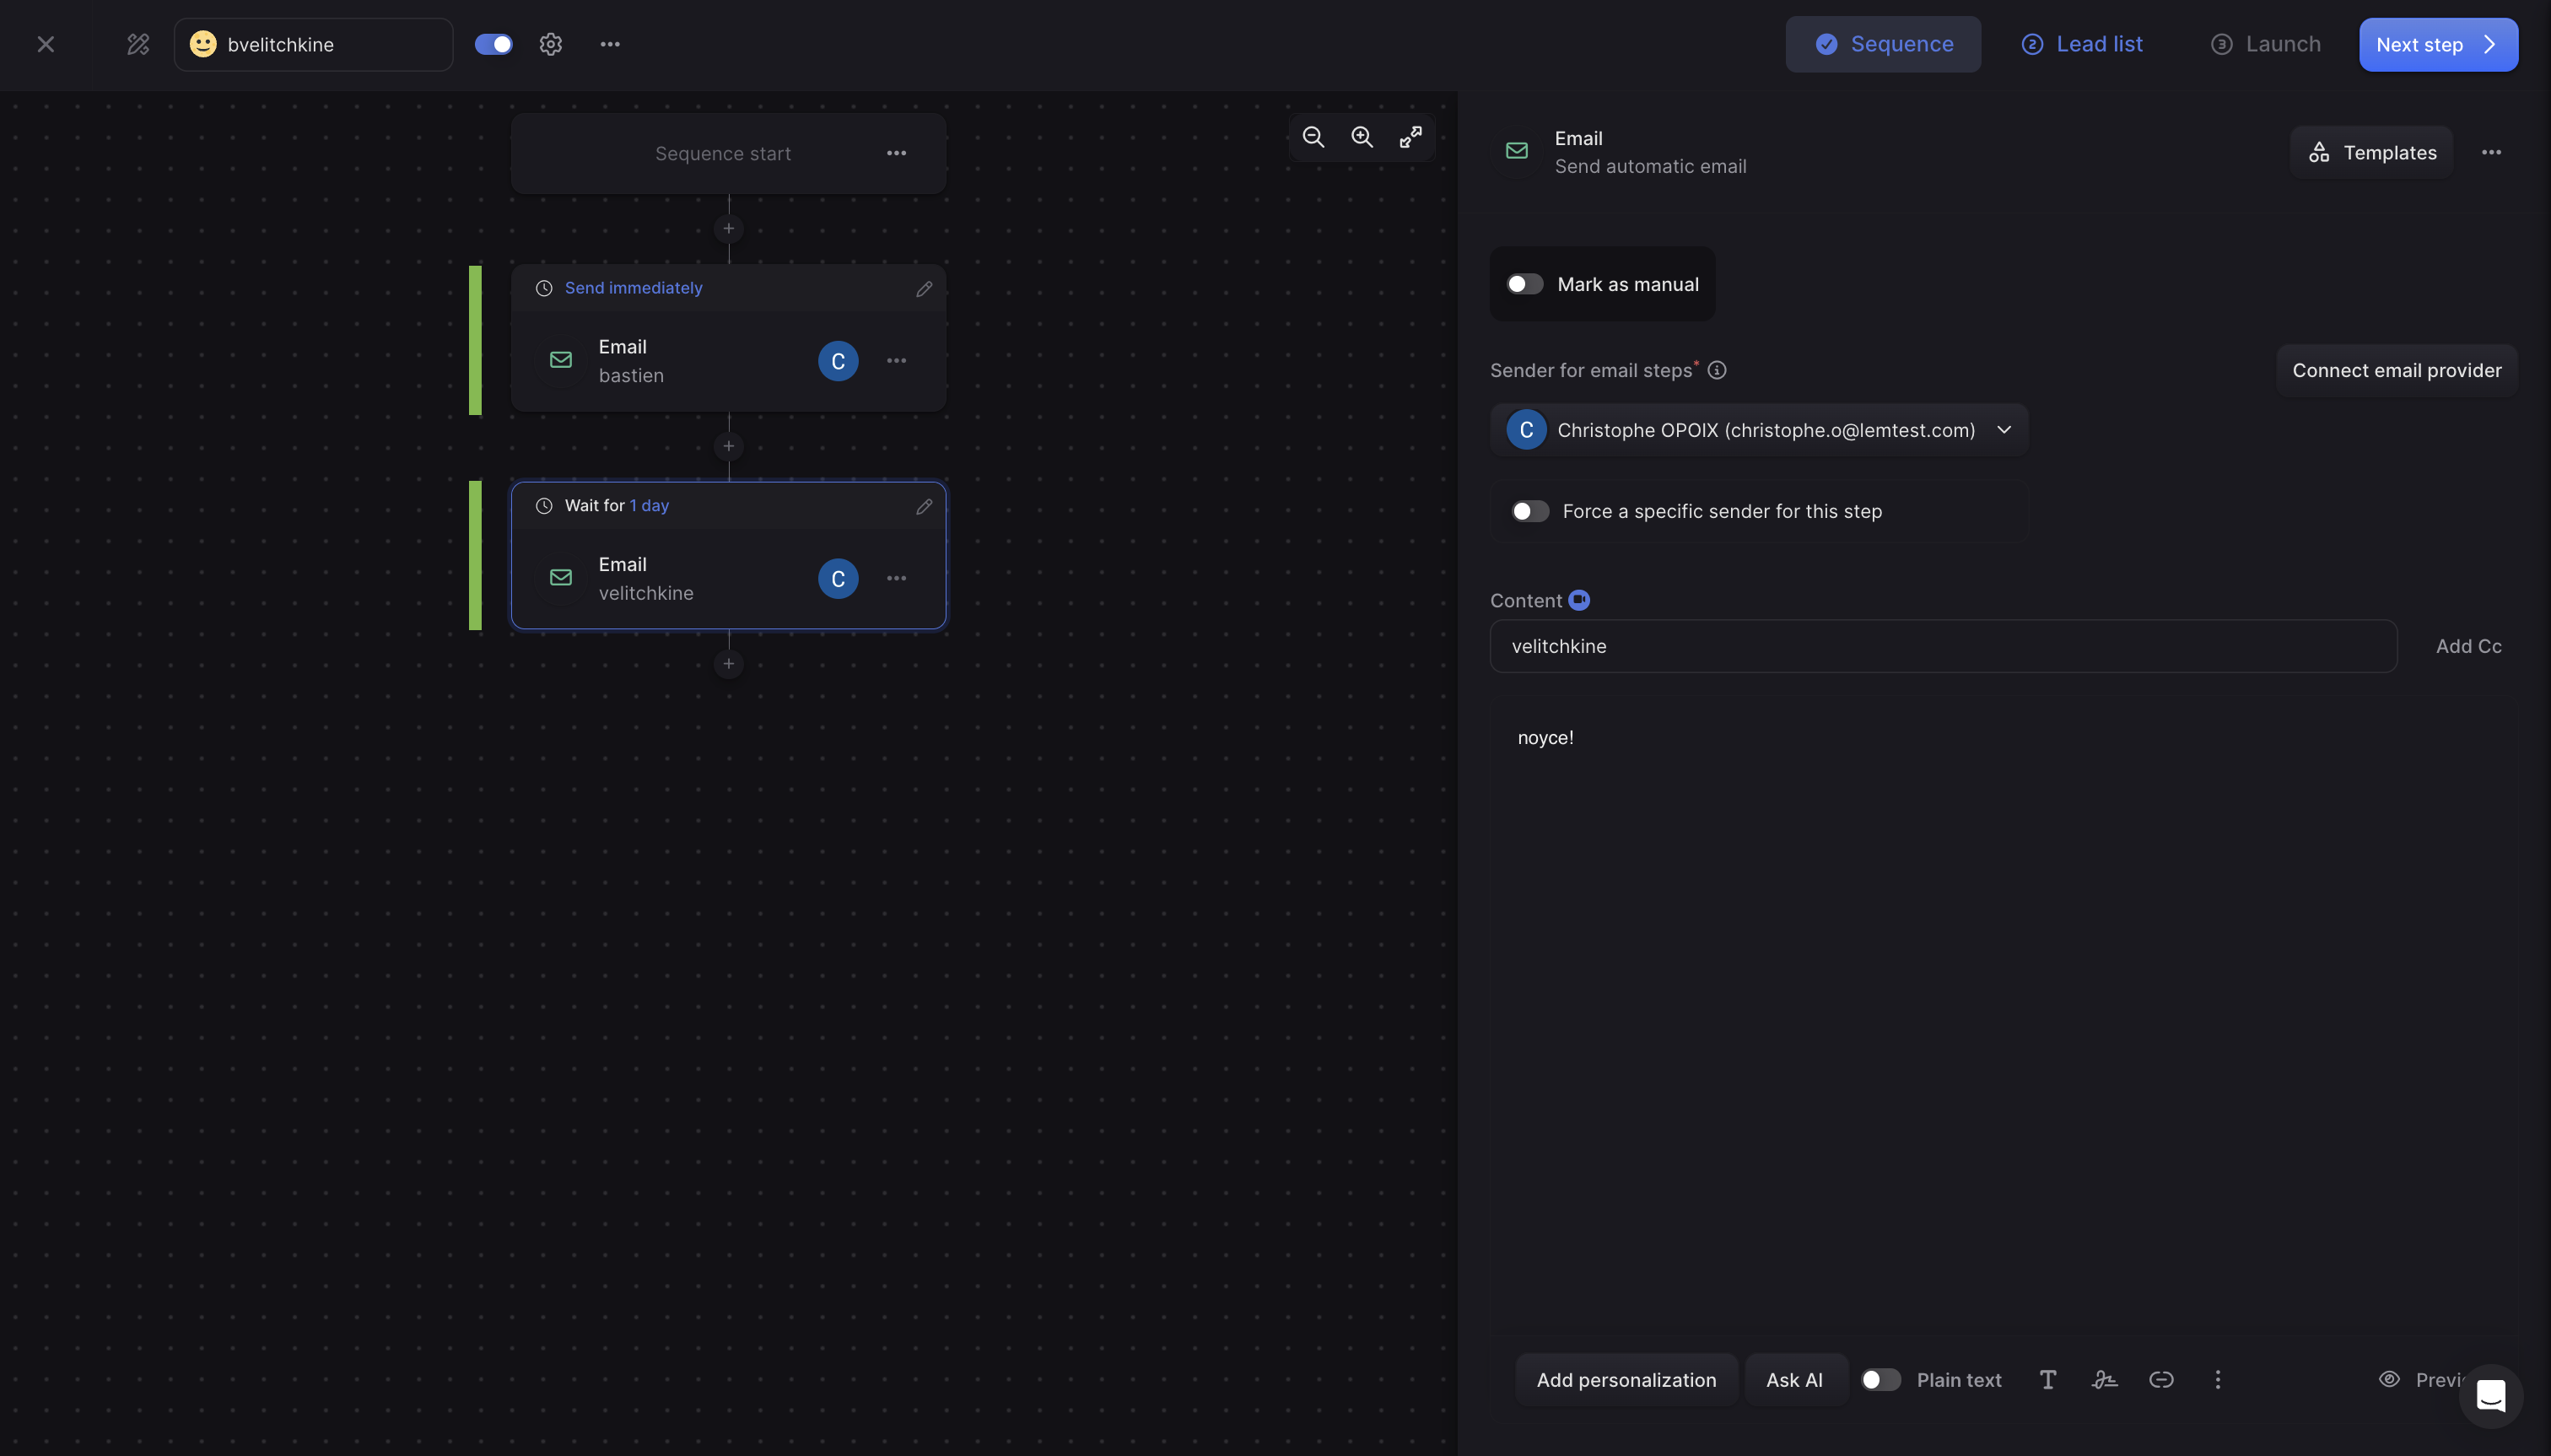 bvelitchkine
Sequence
2 Lead list
3 Launch
Next step
Sequence start
Send immediately
Email
bastien
C
Wait for 1 day
Email
velitchkine
C
Email
Send automatic email
Templates
Mark as manual
Sender for email steps*
Connect email provider
C Christophe OPOIX (christophe.o@lemtest.com)
Force a specific sender for this step
Content
velitchkine
Add Cc
noyce!
Add personalization
Ask AI
Plain text
T
Previ